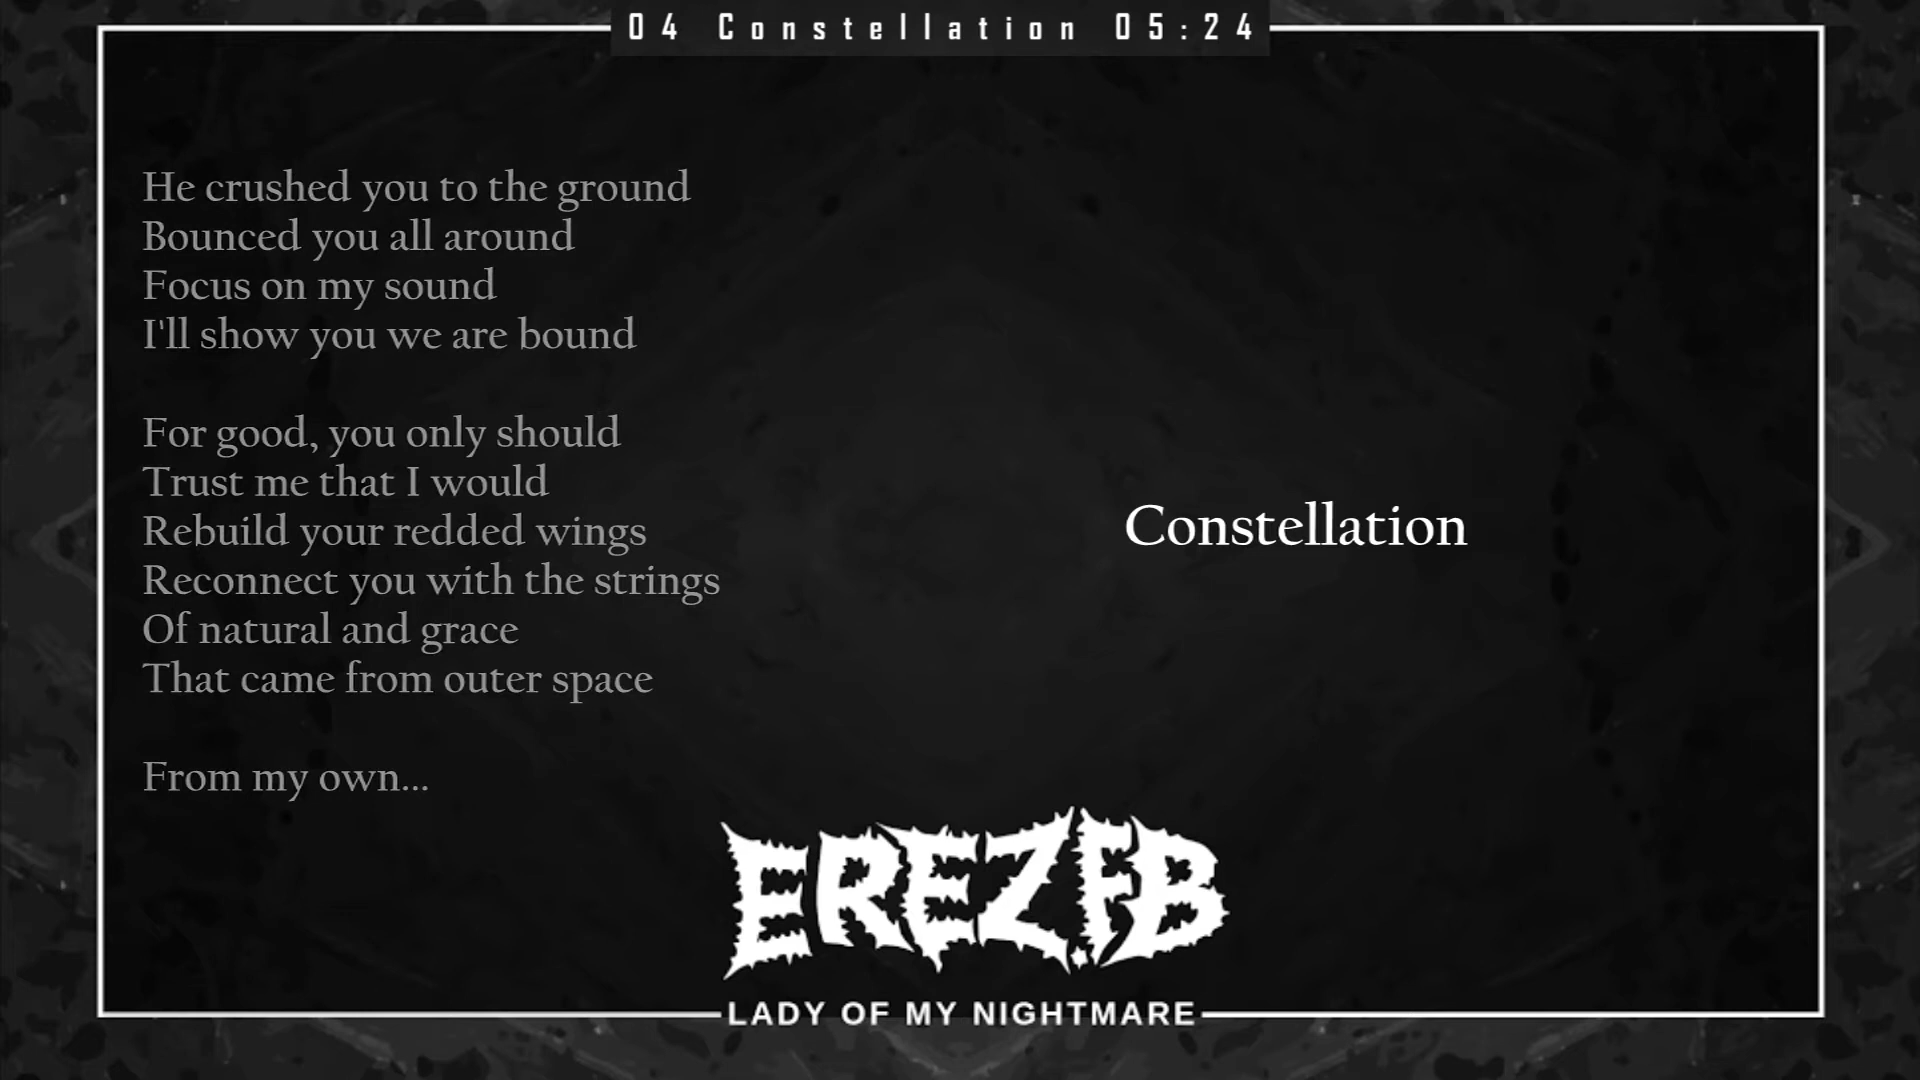 04 Constellation 05:24
He crushed you to the ground
Bounced you all around
Focus on my sound
I'll show you we are bound
For good, you only should
Trust me that I would
Rebuild your redded wings
Reconnect you with the strings
Of natural and grace
That came from outer space
From my own...
Constellation
EREZ.FB
LADY OF MY NIGHTMARE